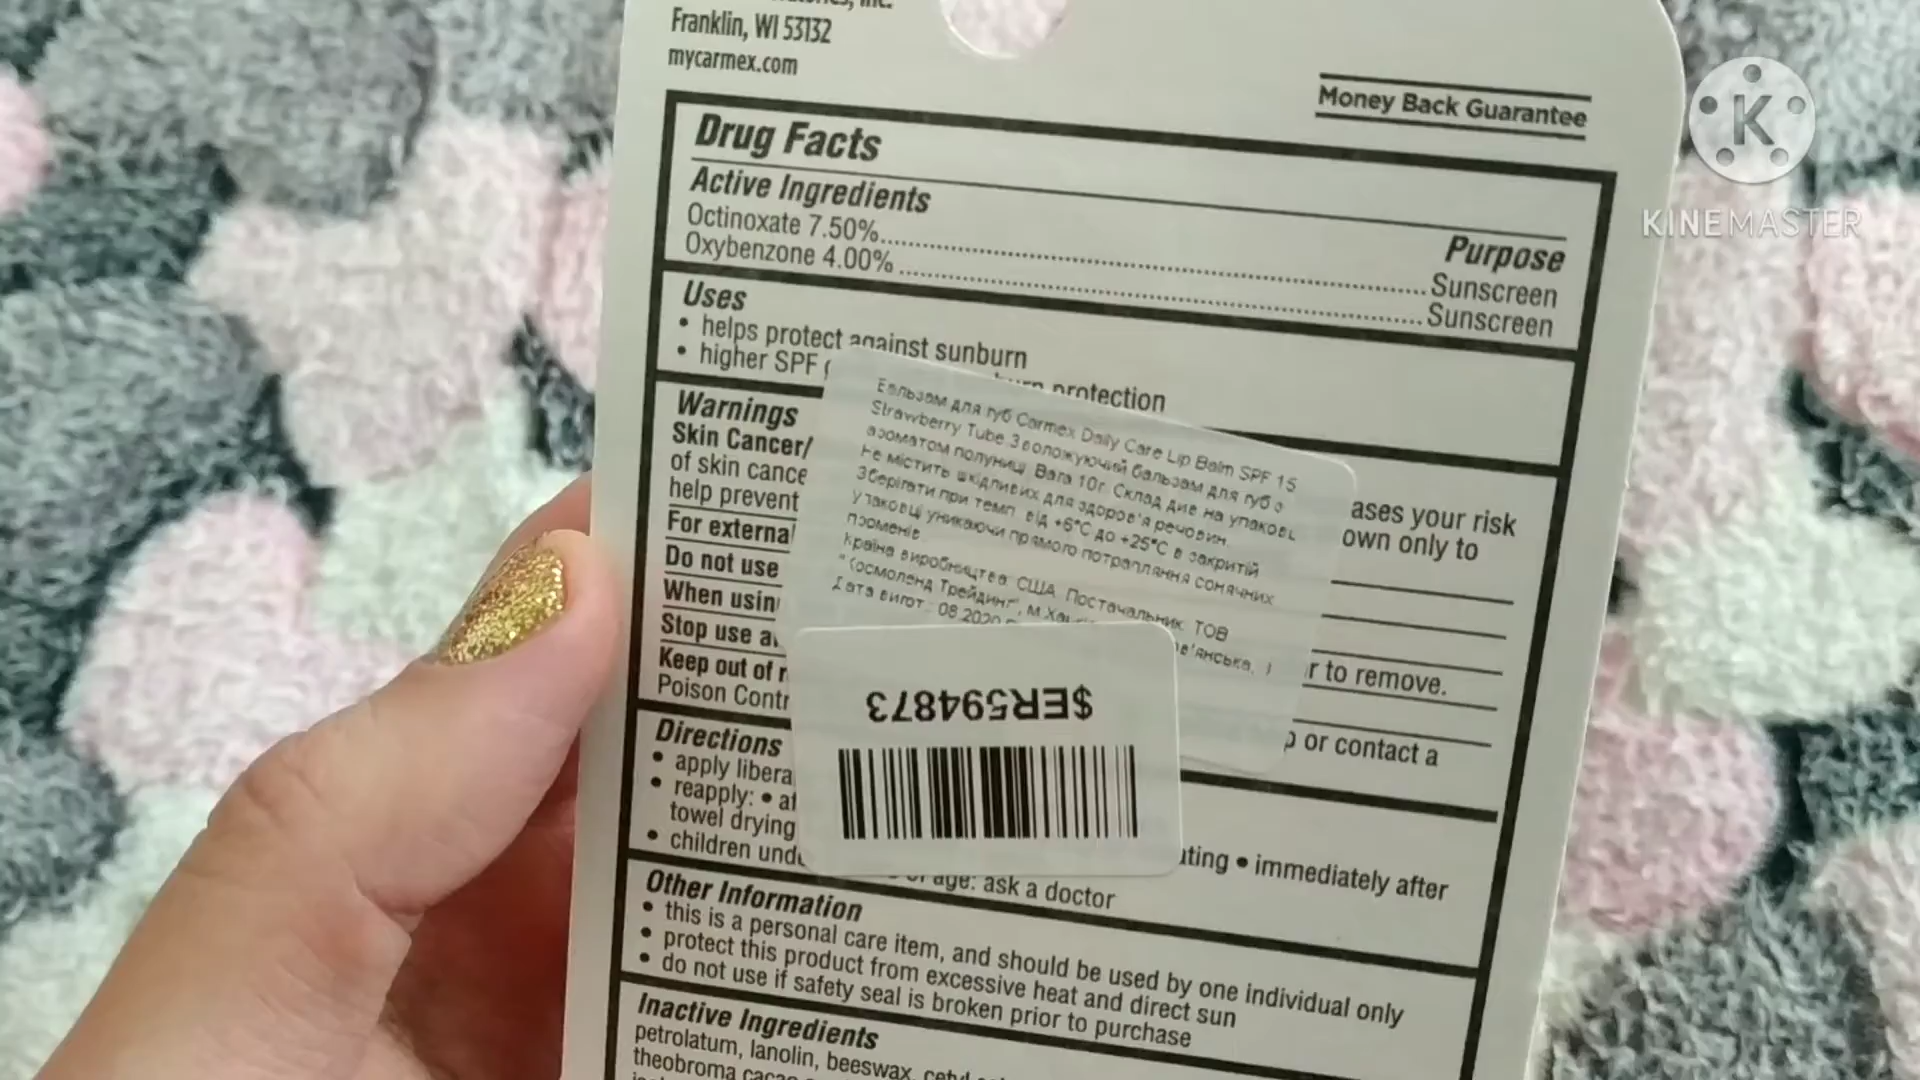 Franklin, WI 53132
mycarmex.com
Money Back Guarantee
Drug Facts
Active Ingredients
Purpose
Octinoxate 7.50% Sunscreen
Oxybenzone 4.00% Sunscreen
Uses
• helps protect against sunburn
• higher SPF protection
Warnings
Skin Cancer/
of skin cance ases your risk
help prevent own only to
For external
Do not use
When usin
Stop use a r to remove.
Keep out of r
Poison Contr or contact a
Directions
• apply libera
• reapply: • af ating • immediately after
towel drying
• children unde age: ask a doctor
Other Information
• this is a personal care item, and should be used by one individual only
• protect this product from excessive heat and direct sun
• do not use if safety seal is broken prior to purchase
Inactive Ingredients
petrolatum, lanolin, beeswax,
theobroma
Бальзам для губ Carmex Daily Care Lip Balm SPF 15
Strawberry Tube Зволожуючий бальзам для губ з
ароматом полуниці. Вага 10г. Склад див на упаковці
Не містить шкідливих для здоров'я речовин.
Зберігати при темп. від +6°C до +25°C в закритій
упаковці уникаючи прямого потрапляння сонячних
променів.
Країна виробництва: США. Постачальник: ТОВ
"Космоленд Трейдинг", м.
Дата вигот.: 08.2020
$ER594873
K
KINEMASTER